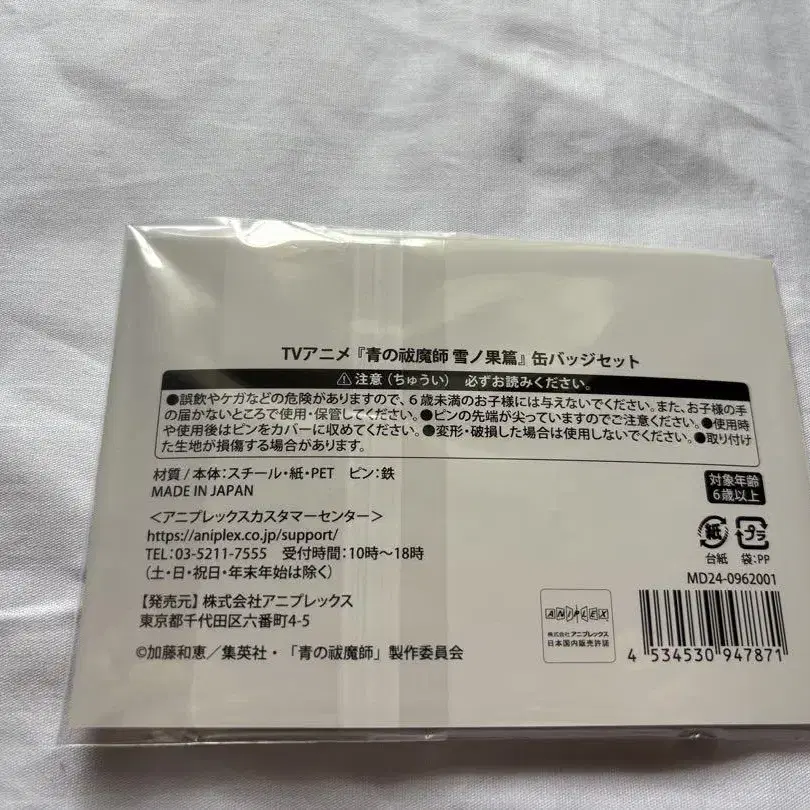 TVアニメ『青の祓魔師 雪ノ果篇』缶バッジセット
⚠注意（ちゅうい） 必ずお読みください。
●誤飲やケガなどの危険がありますので、6歳未満のお子様には与えないでください。また、お子様の手
の届かないところで使用・保管してください。●ピンの先端が尖っていますのでご注意ください。●使用時
や使用後はピンをカバーに収めてください。●変形・破損した場合は使用しないでください。●取り付け
た生地が損傷する場合があります。
材質 / 本体：スチール・紙・PET ピン：鉄
MADE IN JAPAN
対象年齢
6歳以上
＜アニプレックスカスタマーセンター＞
https://aniplex.co.jp/support/
TEL：03-5211-7555 受付時間：10時～18時
（土・日・祝日・年末年始は除く）
紙 プラ
台紙 袋：PP
MD24-0962001
【発売元】株式会社アニプレックス
東京都千代田区六番町4-5
©加藤和恵／集英社・「青の祓魔師」製作委員会
ANIPLEX
株式会社アニプレックス
日本国内販売許諾
4 534530 947871